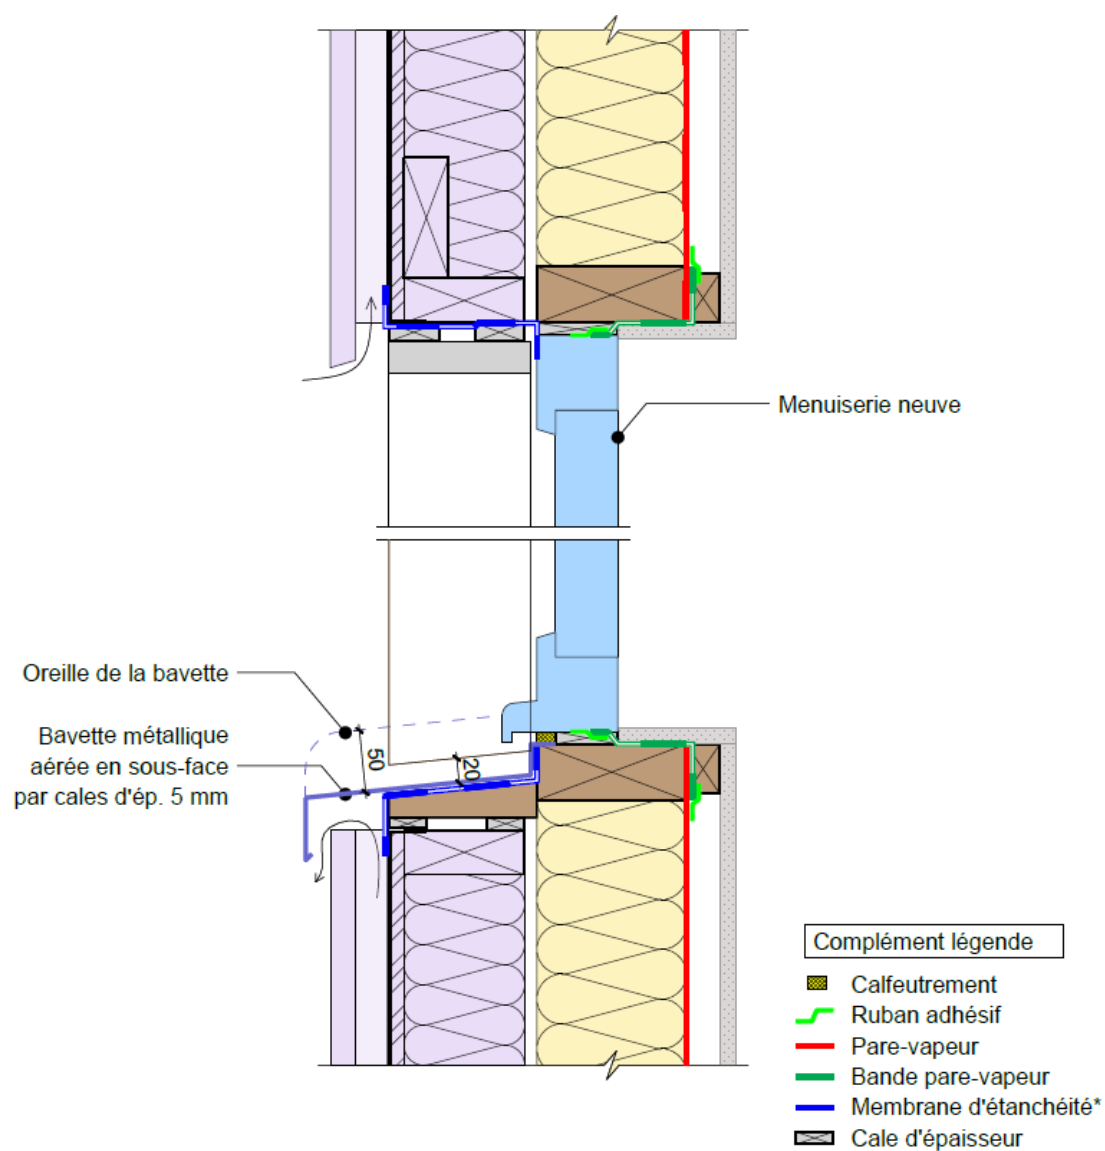 Menuiserie neuve
Oreille de la bavette
Bavette métallique
aérée en sous-face
par cales d'ép. 5 mm
50
20
Complément légende
Calfeutrement
Ruban adhésif
Pare-vapeur
Bande pare-vapeur
Membrane d'étanchéité*
Cale d'épaisseur